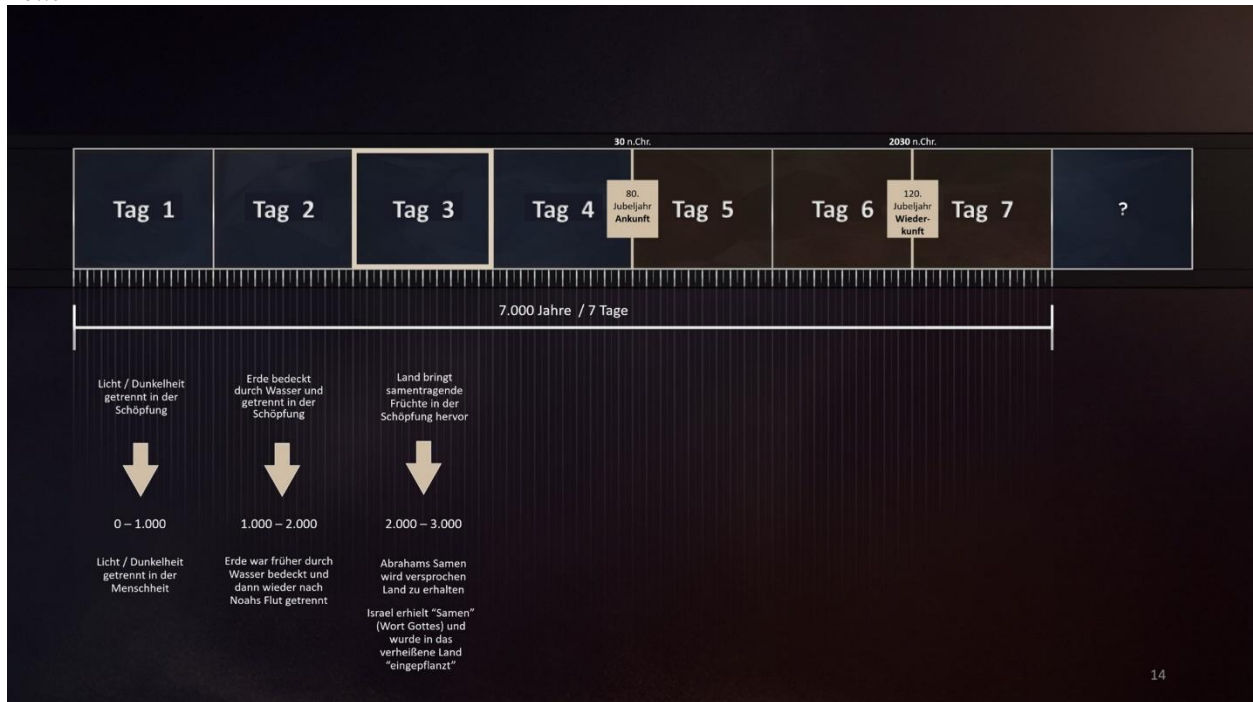 30 n.Chr.
2030 n.Chr.
Tag 1
Tag 2
Tag 3
Tag 4
80.
Jubeljahr
Ankunft
Tag 5
Tag 6
120.
Jubeljahr
Wieder-
kunft
Tag 7
?
7.000 Jahre / 7 Tage
Licht / Dunkelheit
getrennt in der
Schöpfung
0 – 1.000
Licht / Dunkelheit
getrennt in der
Menschheit
Erde bedeckt
durch Wasser und
getrennt in der
Schöpfung
1.000 – 2.000
Erde war früher durch
Wasser bedeckt und
dann wieder nach
Noahs Flut getrennt
Land bringt
samentragende
Früchte in der
Schöpfung hervor
2.000 – 3.000
Abrahams Samen
wird versprochen
Land zu erhalten
Israel erhielt "Samen"
(Wort Gottes) und
wurde in das
verheißene Land
"eingepflanzt"
14